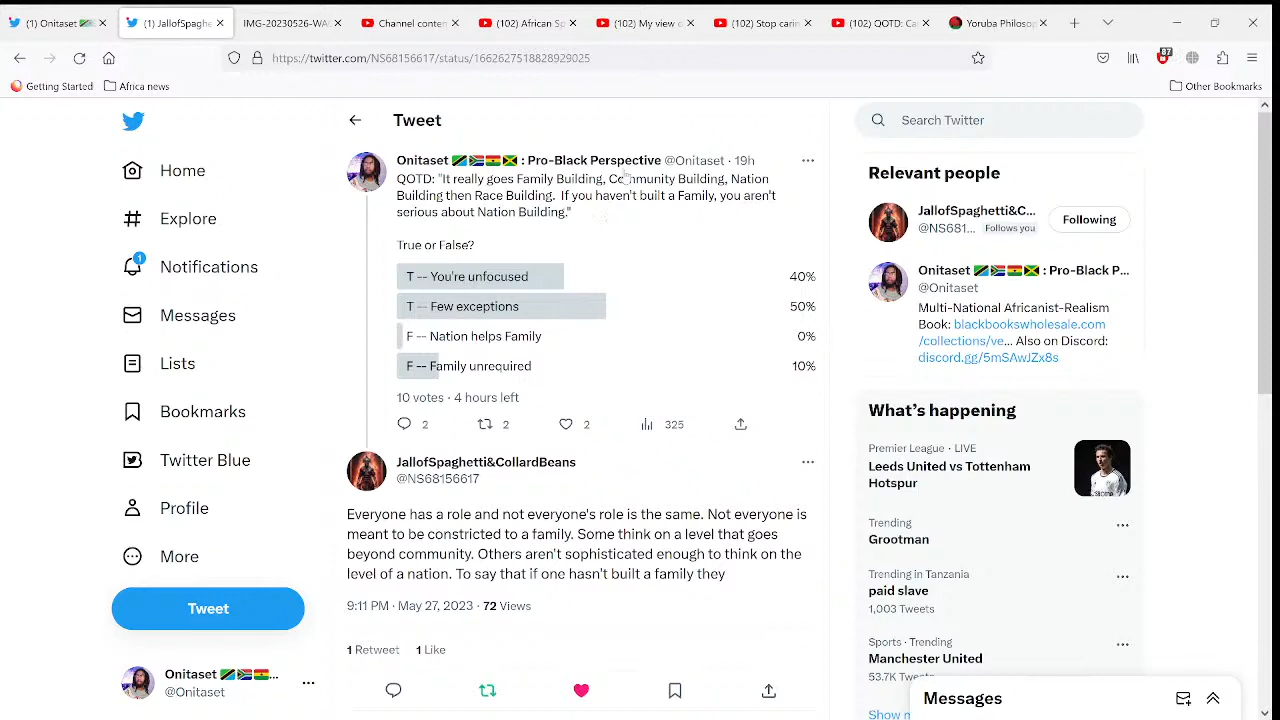 (1) Onitaset
(1) JallofSpaghe
IMG-20230526-WA
Channel conten
(102) African Sp
(102) My view o
(102) Stop carin
(102) QOTD: Ca
Yoruba Philosop
https://twitter.com/NS68156617/status/1662627518828629025
87
Getting Started
Africa news
Other Bookmarks
Home
Explore
1
Notifications
Messages
Lists
Bookmarks
Twitter Blue
Profile
More
Tweet
Onitaset 🇹🇿🇿🇦🇬🇭...
@Onitaset
Tweet
Onitaset 🇹🇿🇿🇦🇬🇭🇯🇲 : Pro-Black Perspective @Onitaset · 19h
QOTD: "It really goes Family Building, Community Building, Nation
Building then Race Building. If you haven't built a Family, you aren't
serious about Nation Building."
True or False?
T -- You're unfocused 40%
T -- Few exceptions 50%
F -- Nation helps Family 0%
F -- Family unrequired 10%
10 votes · 4 hours left
2 2 2 325
JallofSpaghetti&CollardBeans
@NS68156617
Everyone has a role and not everyone's role is the same. Not everyone is
meant to be constricted to a family. Some think on a level that goes
beyond community. Others aren't sophisticated enough to think on the
level of a nation. To say that if one hasn't built a family they
9:11 PM · May 27, 2023 · 72 Views
1 Retweet 1 Like
Search Twitter
Relevant people
JallofSpaghetti&C...
@NS681... Follows you
Following
Onitaset 🇹🇿🇿🇦🇬🇭🇯🇲 : Pro-Black P...
@Onitaset
Multi-National Africanist-Realism
Book: blackbookswholesale.com
/collections/ve... Also on Discord:
discord.gg/5mSAwJZx8s
What's happening
Premier League · LIVE
Leeds United vs Tottenham
Hotspur
Trending
Grootman
Trending in Tanzania
paid slave
1,003 Tweets
Sports · Trending
Manchester United
53.7K Tweets
Show
Messages